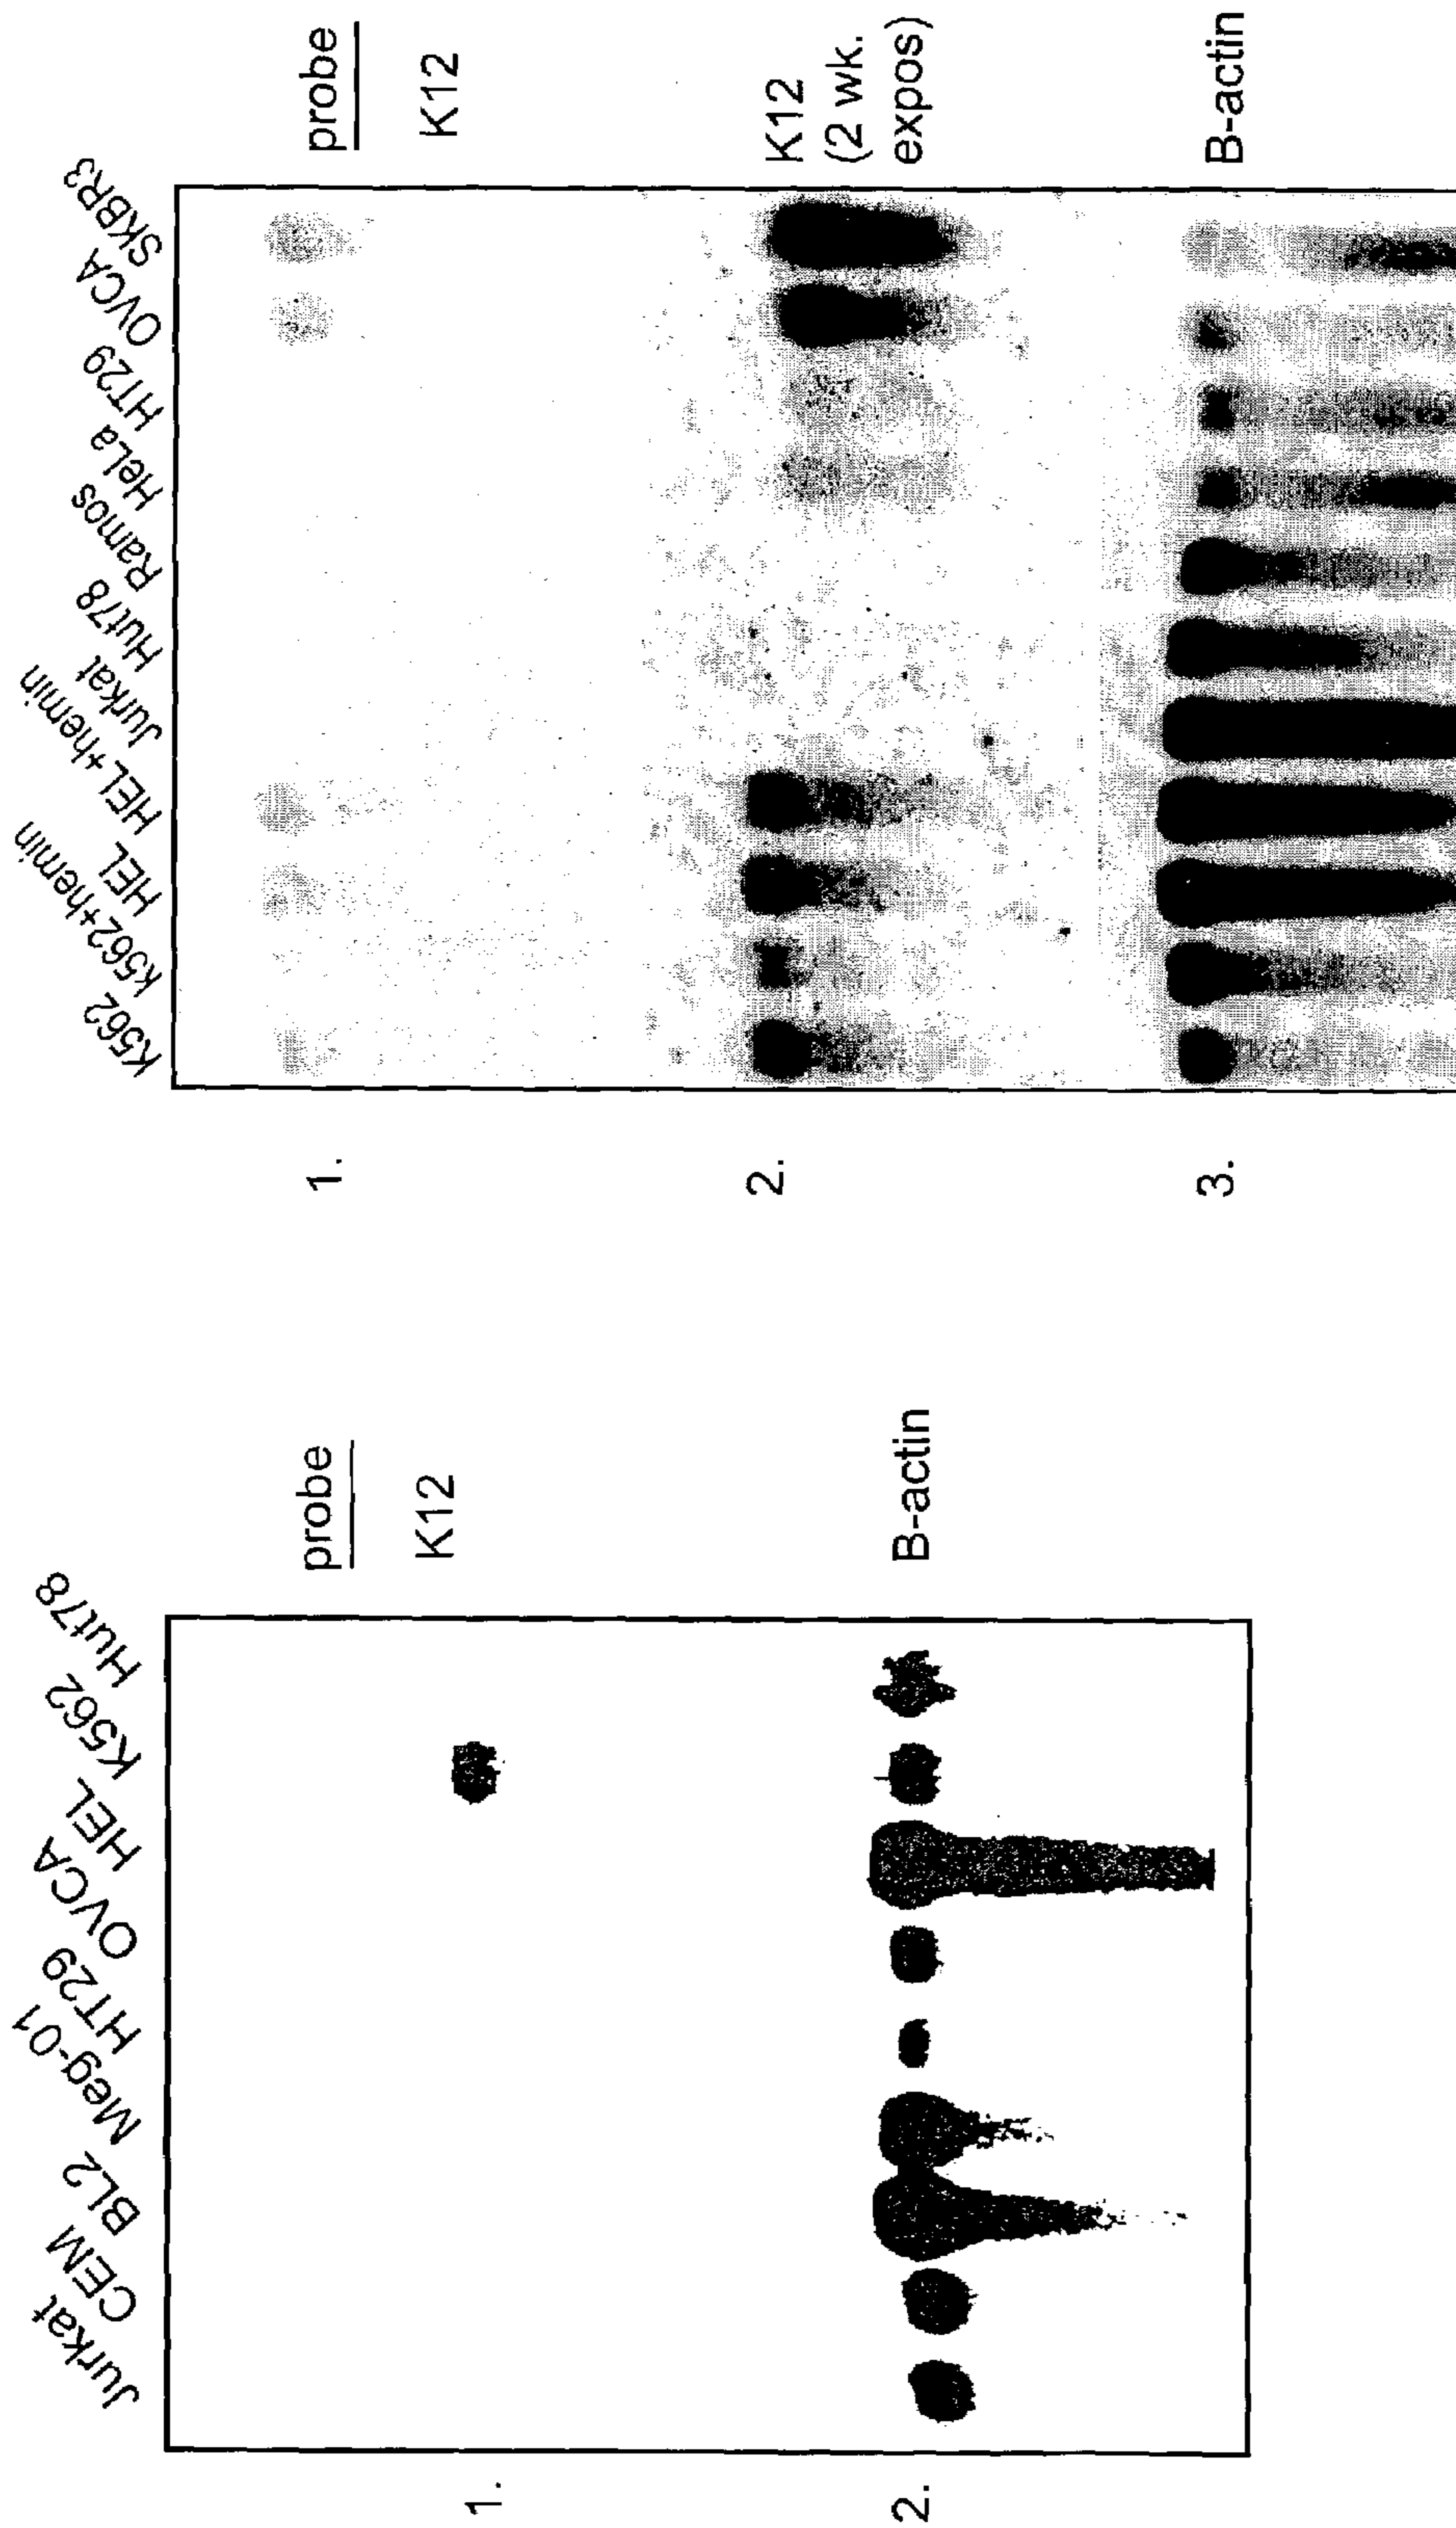 Jurkat
CEM
BL2
Meg-01
HT29
OVCA
HEL
K562
Hut78
probe
1.
K12
2.
B-actin
K562
k562+hemin
HEL
HEL+hemin
Jurkat
Hut78
Ramos
HeLa
HT29
OVCA
SKBR3
probe
1.
K12
2.
K12
(2 wk.
expos)
3.
B-actin